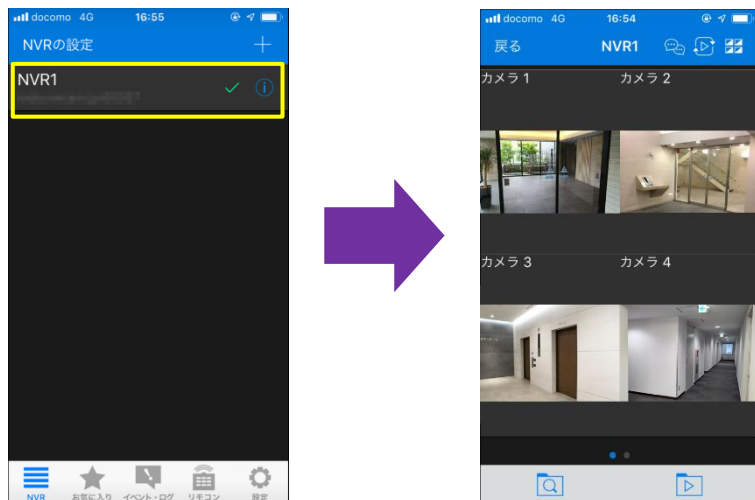 docomo 4G 16:55
NVRの設定
NVR1
NVR
お気に入り
イベント・ログ
リモコン
設定
docomo 4G 16:54
戻る NVR1
カメラ 1 カメラ 2
カメラ 3 カメラ 4